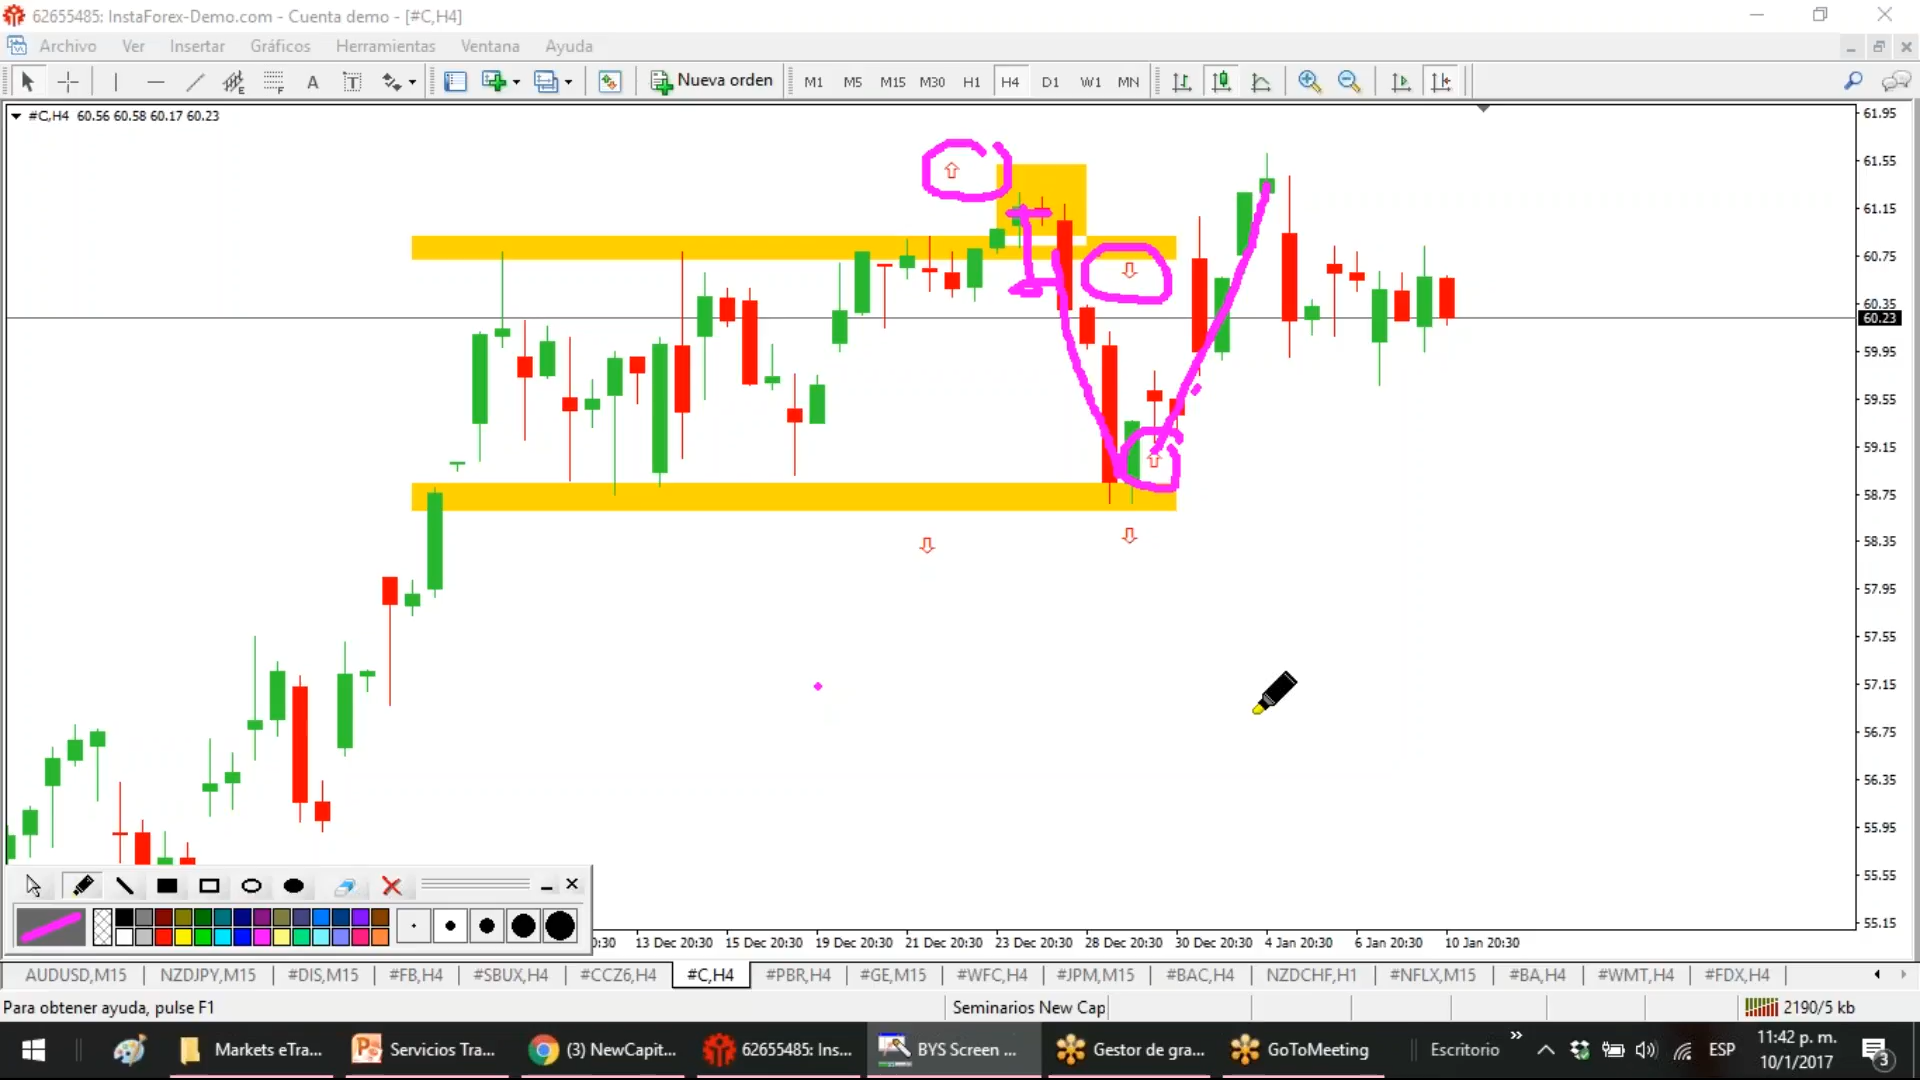 62655485: InstaForex-Demo.com - Cuenta demo - [#C,H4]
Archivo Ver Insertar Gráficos Herramientas Ventana Ayuda
A T Nueva orden M1 M5 M15 M30 H1 H4 D1 W1 MN
#C,H4 60.56 60.58 60.17 60.23
61.95
61.55
61.15
60.75
60.35
60.23
59.95
59.55
59.15
58.75
58.35
57.95
57.55
57.15
56.75
56.35
55.95
55.55
55.15
0:30 13 Dec 20:30 15 Dec 20:30 19 Dec 20:30 21 Dec 20:30 23 Dec 20:30 28 Dec 20:30 30 Dec 20:30 4 Jan 20:30 6 Jan 20:30 10 Jan 20:30
AUDUSD,M15 NZDJPY,M15 #DIS,M15 #FB,H4 #SBUX,H4 #CCZ6,H4 #C,H4 #PBR,H4 #GE,M15 #WFC,H4 #JPM,M15 #BAC,H4 NZDCHF,H1 #NFLX,M15 #BA,H4 #WMT,H4 #FDX,H4
Para obtener ayuda, pulse F1 Seminarios New Cap 2190/5 kb
Markets eTra... Servicios Tra... (3) NewCapit... 62655485: Ins... BYS Screen ... Gestor de gra... GoToMeeting Escritorio » ESP 11:42 p. m.
10/1/2017 3